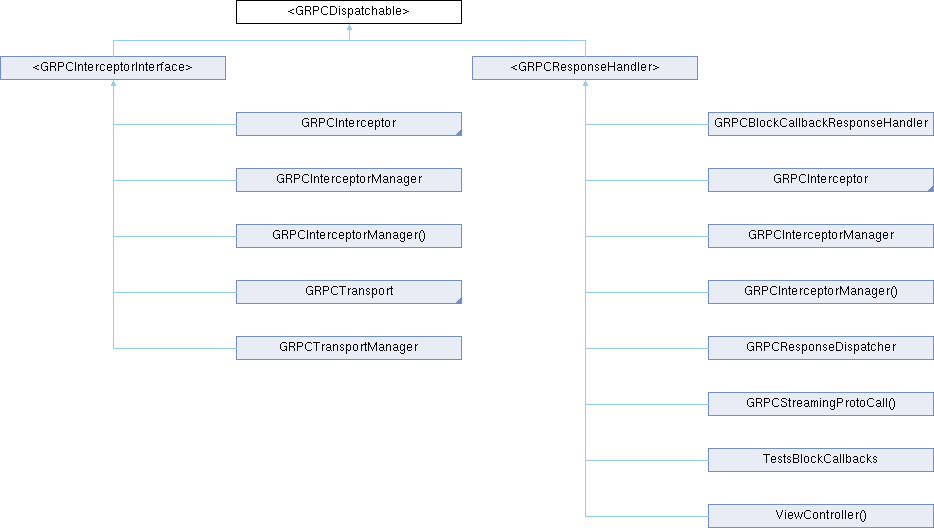 <GRPCDispatchable>
<GRPCInterceptorInterface>
<GRPCResponseHandler>
GRPCInterceptor
GRPCBlockCallbackResponseHandler
GRPCInterceptorManager
GRPCInterceptor
GRPCInterceptorManager()
GRPCInterceptorManager
GRPCTransport
GRPCInterceptorManager()
GRPCTransportManager
GRPCResponseDispatcher
GRPCStreamingProtoCall()
TestsBlockCallbacks
ViewController()